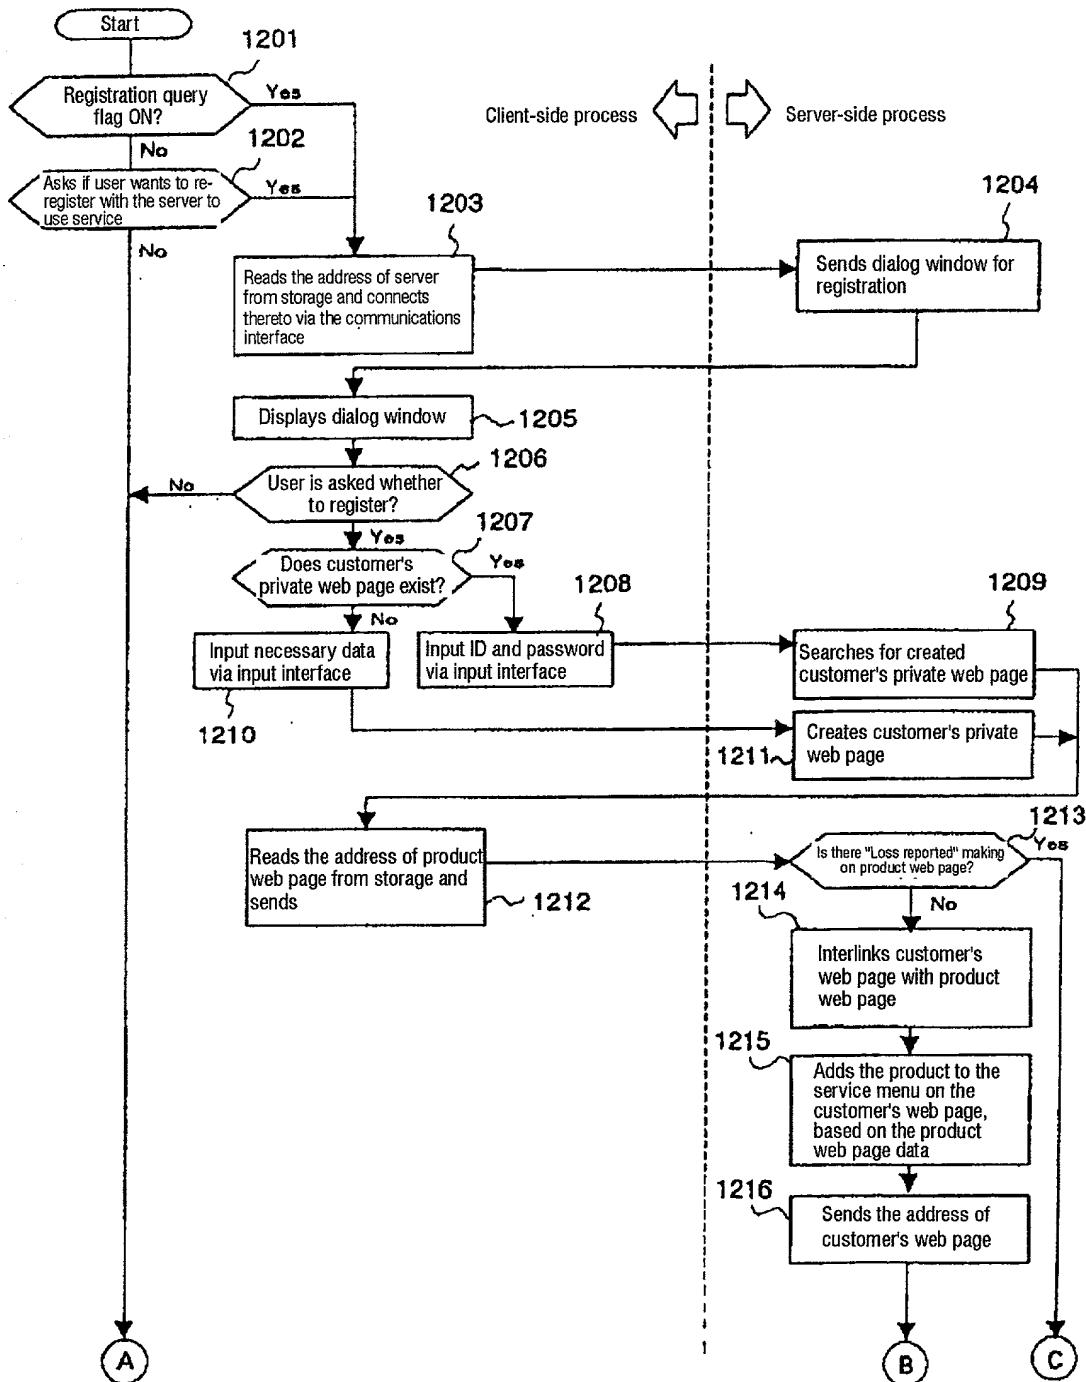 Start
1201
Registration query
flag ON?
Yes
No
1202
Asks if user wants to re-
register with the server to
use service
Yes
No
Client-side process
Server-side process
1203
Reads the address of server
from storage and connects
thereto via the communications
interface
1204
Sends dialog window for
registration
Displays dialog window
1205
1206
User is asked whether
to register?
No
Yes
1207
Does customer's
private web page exist?
Yes
No
1208
Input necessary data
via input interface
1210
Input ID and password
via input interface
1209
Searches for created
customer's private web page
Creates customer's private
web page
1211
Reads the address of product
web page from storage and
sends
1212
1213
Is there "Loss reported" making
on product web page?
Yes
No
1214
Interlinks customer's
web page with product
web page
1215
Adds the product to the
service menu on the
customer's web page,
based on the product
web page data
1216
Sends the address of
customer's web page
A
B
C